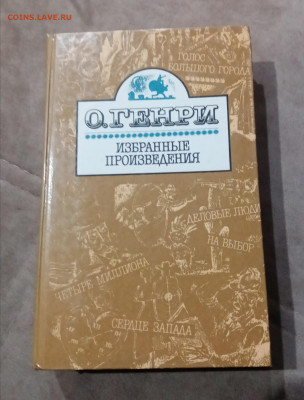 COINS.LAVE.RU
ГОЛОС
БОЛЬШОГО ГОРОДА
О. ГЕНРИ
ИЗБРАННЫЕ
ПРОИЗВЕДЕНИЯ
ДЕЛОВЫЕ ЛЮДИ
НА ВЫБОР
ЧЕТЫРЕ МИЛЛИОНА
СЕРДЦЕ ЗАПАДА